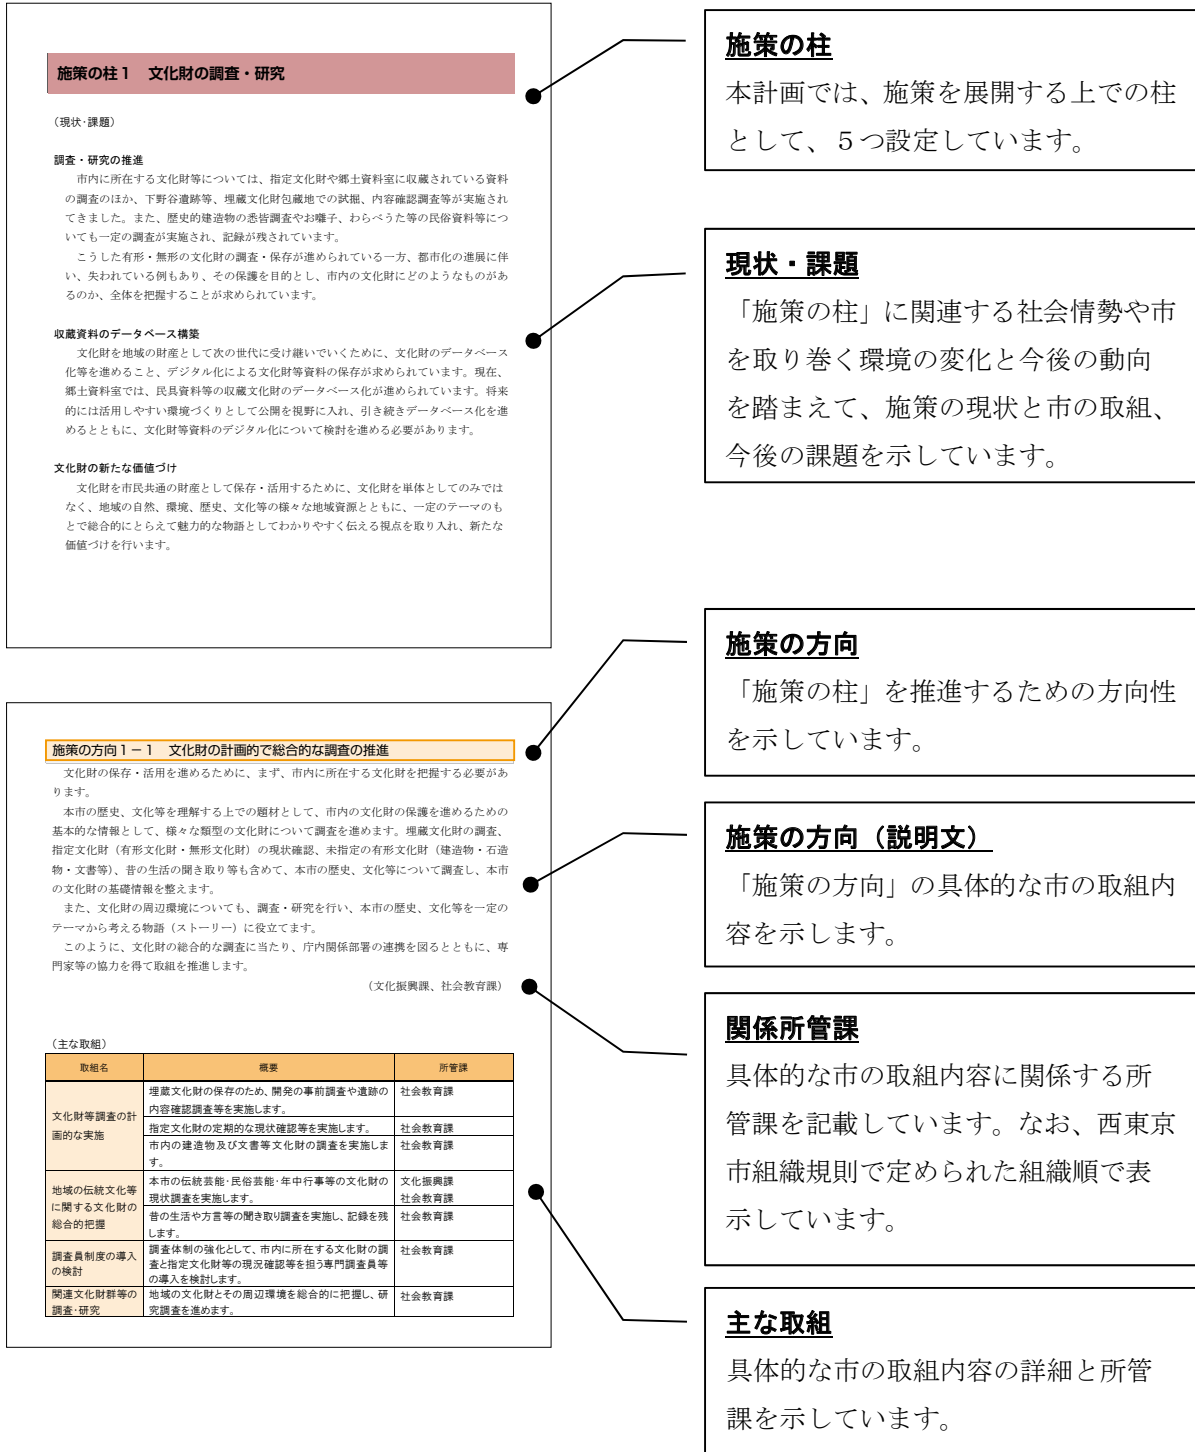 施策の柱１　文化財の調査・研究
（現状・課題）
調査・研究の推進
市内に所在する文化財等については、指定文化財や郷土資料室に収蔵されている資料
の調査のほか、下野谷遺跡等、埋蔵文化財包蔵地での試掘、内容確認調査等が実施され
てきました。また、歴史的建造物の悉皆調査やお囃子、わらべうた等の民俗資料等につ
いても一定の調査が実施され、記録が残されています。
こうした有形・無形の文化財の調査・保存が進められている一方、都市化の進展に伴
い、失われている例もあり、その保護を目的とし、市内の文化財にどのようなものがあ
るのか、全体を把握することが求められています。
収蔵資料のデータベース構築
文化財を地域の財産として次の世代に受け継いでいくために、文化財のデータベース
化等を進めること、デジタル化による文化財等資料の保存が求められています。現在、
郷土資料室では、民具資料等の収蔵文化財のデータベース化が進められています。将来
的には活用しやすい環境づくりとして公開を視野に入れ、引き続きデータベース化を進
めるとともに、文化財等資料のデジタル化について検討を進める必要があります。
文化財の新たな価値づけ
文化財を市民共通の財産として保存・活用するために、文化財を単体としてのみでは
なく、地域の自然、環境、歴史、文化等の様々な地域資源とともに、一定のテーマのも
とで総合的にとらえて魅力的な物語としてわかりやすく伝える視点を取り入れ、新たな
価値づけを行います。
施策の柱
本計画では、施策を展開する上での柱
として、５つ設定しています。
現状・課題
「施策の柱」に関連する社会情勢や市
を取り巻く環境の変化と今後の動向
を踏まえて、施策の現状と市の取組、
今後の課題を示しています。
施策の方向１－１　文化財の計画的で総合的な調査の推進
文化財の保存・活用を進めるために、まず、市内に所在する文化財を把握する必要があ
ります。
本市の歴史、文化等を理解する上での題材として、市内の文化財の保護を進めるための
基本的な情報として、様々な類型の文化財について調査を進めます。埋蔵文化財の調査、
指定文化財（有形文化財・無形文化財）の現状確認、未指定の有形文化財（建造物・石造
物・文書等）、昔の生活の聞き取り等も含めて、本市の歴史、文化等について調査し、本市
の文化財の基礎情報を整えます。
また、文化財の周辺環境についても、調査・研究を行い、本市の歴史、文化等を一定の
テーマから考える物語（ストーリー）に役立てます。
このように、文化財の総合的な調査に当たり、庁内関係部署の連携を図るとともに、専
門家等の協力を得て取組を推進します。
（文化振興課、社会教育課）
（主な取組）
取組名　概要　所管課
文化財等調査の計
画的な実施
埋蔵文化財の保存のため、開発の事前調査や遺跡の　社会教育課
内容確認調査等を実施します。
指定文化財の定期的な現状確認等を実施します。　社会教育課
市内の建造物及び文書等文化財の調査を実施しま　社会教育課
す。
地域の伝統文化等
に関する文化財の
総合的把握
本市の伝統芸能・民俗芸能・年中行事等の文化財の　文化振興課
現状調査を実施します。　社会教育課
昔の生活や方言等の聞き取り調査を実施し、記録を残　社会教育課
します。
調査員制度の導入
の検討
調査体制の強化として、市内に所在する文化財の調　社会教育課
査と指定文化財等の現況確認等を担う専門調査員等
の導入を検討します。
関連文化財群等の
調査・研究
地域の文化財とその周辺環境を総合的に把握し、研　社会教育課
究調査を進めます。
施策の方向
「施策の柱」を推進するための方向性
を示しています。
施策の方向（説明文）
「施策の方向」の具体的な市の取組内
容を示します。
関係所管課
具体的な市の取組内容に関係する所
管課を記載しています。なお、西東京
市組織規則で定められた組織順で表
示しています。
主な取組
具体的な市の取組内容の詳細と所管
課を示しています。